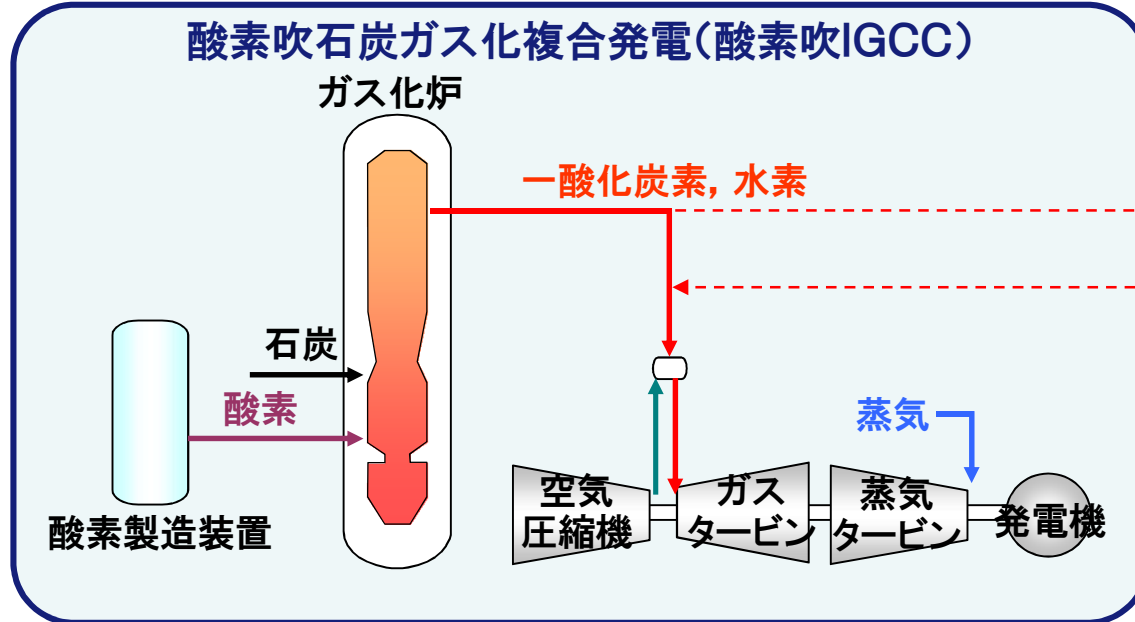 酸素吹石炭ガス化複合発電(酸素吹IGCC)
ガス化炉
一酸化炭素, 水素
石炭
酸素
蒸気
酸素製造装置
空気
圧縮機
ガス
タービン
蒸気
タービン
発電機